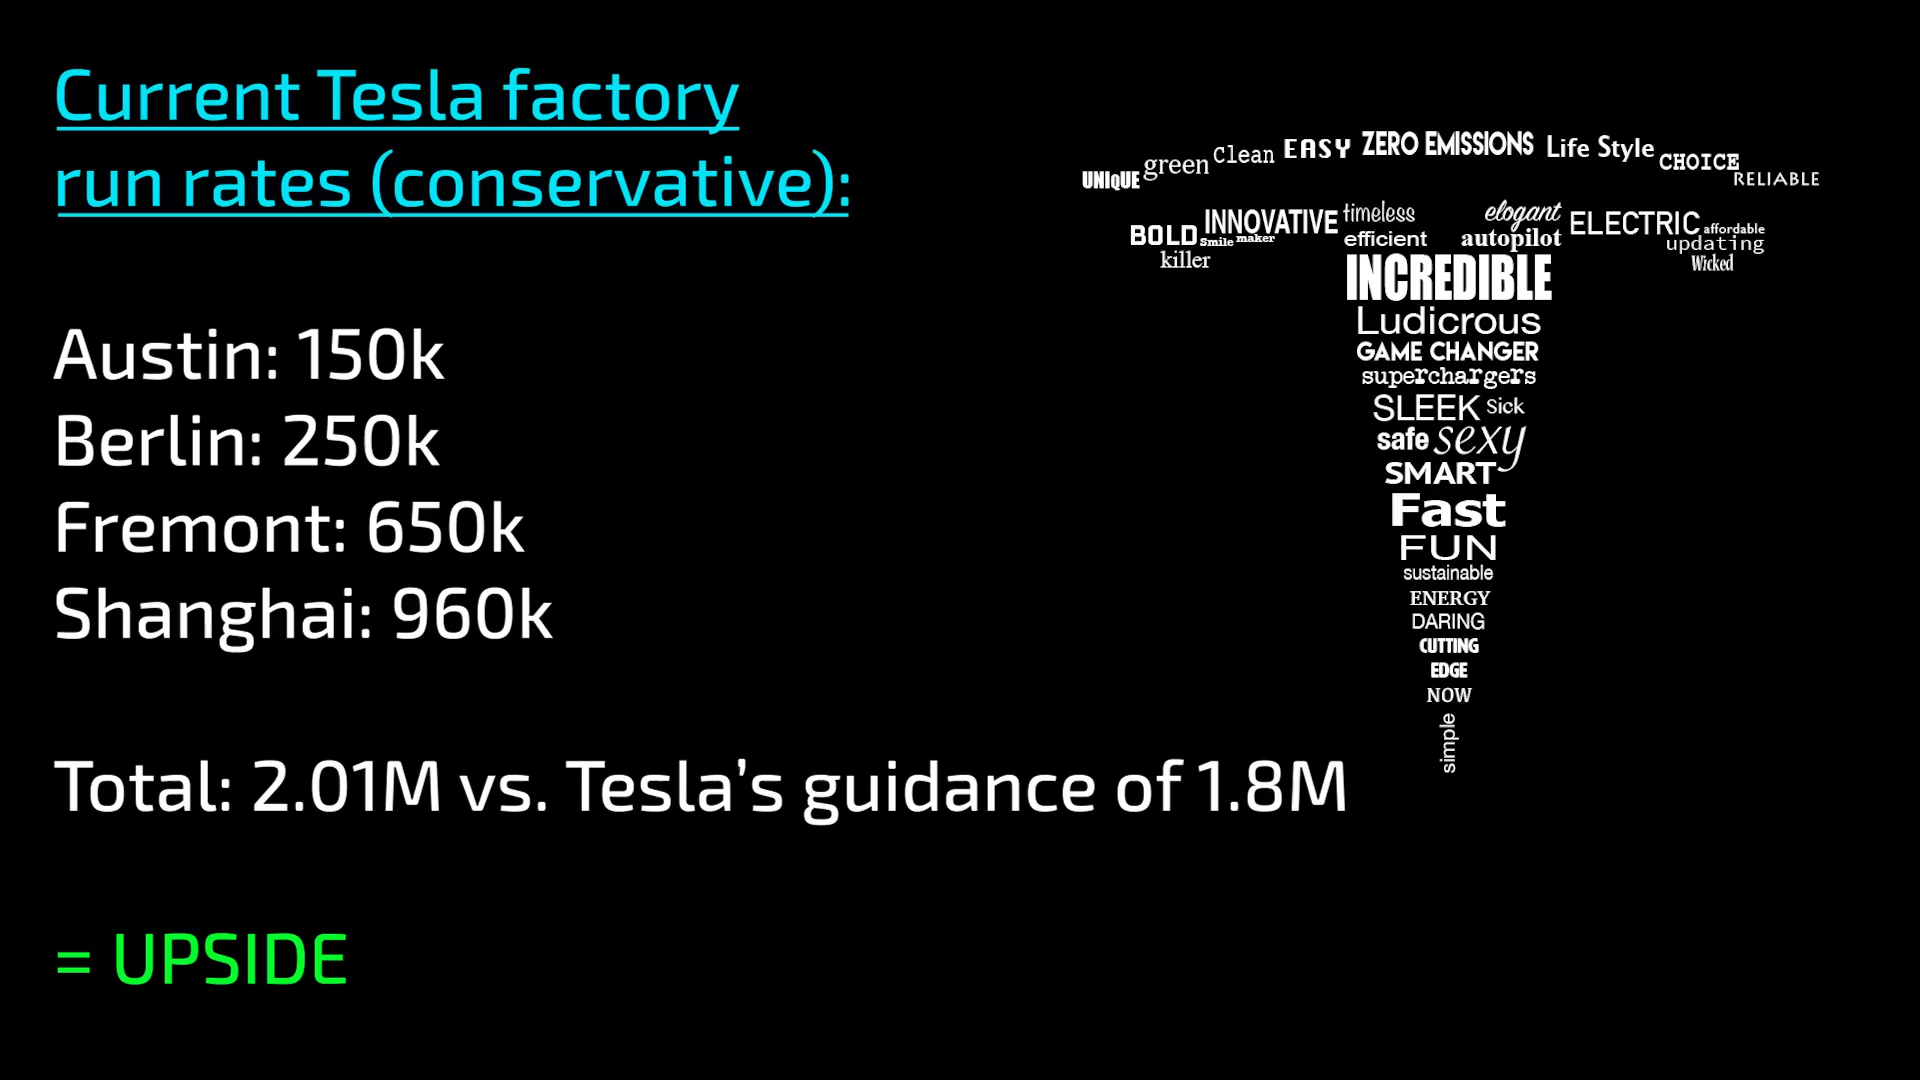 Current Tesla factory
run rates (conservative):
Austin: 150k
Berlin: 250k
Fremont: 650k
Shanghai: 960k
Total: 2.01M vs. Tesla’s guidance of 1.8M
= UPSIDE
UNIQUE green Clean EASY ZERO EMISSIONS Life Style CHOICE RELIABLE
BOLD INNOVATIVE timeless elogant ELECTRIC affordable
Smile maker efficient autopilot updating
killer Wicked
INCREDIBLE
Ludicrous
GAME CHANGER
superchargers
SLEEK Sick
safe sexy
SMART
Fast
FUN
sustainable
ENERGY
DARING
CUTTING
EDGE
NOW
simple